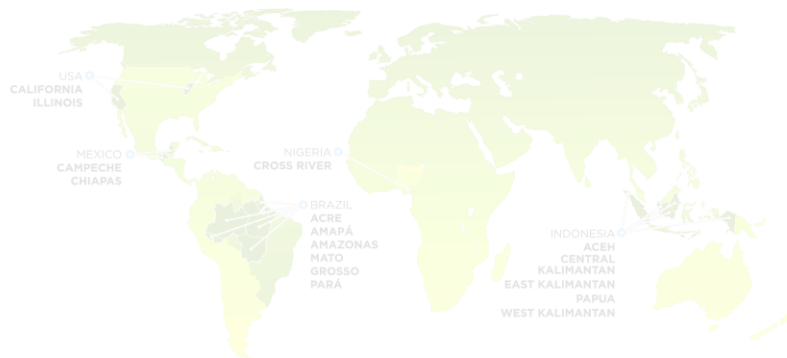 USA
CALIFORNIA
ILLINOIS
MEXICO
CAMPECHE
CHIAPAS
NIGERIA
CROSS RIVER
BRAZIL
ACRE
AMAPÁ
AMAZONAS
MATO
GROSSO
PARÁ
INDONESIA
ACEH
CENTRAL
KALIMANTAN
EAST KALIMANTAN
PAPUA
WEST KALIMANTAN